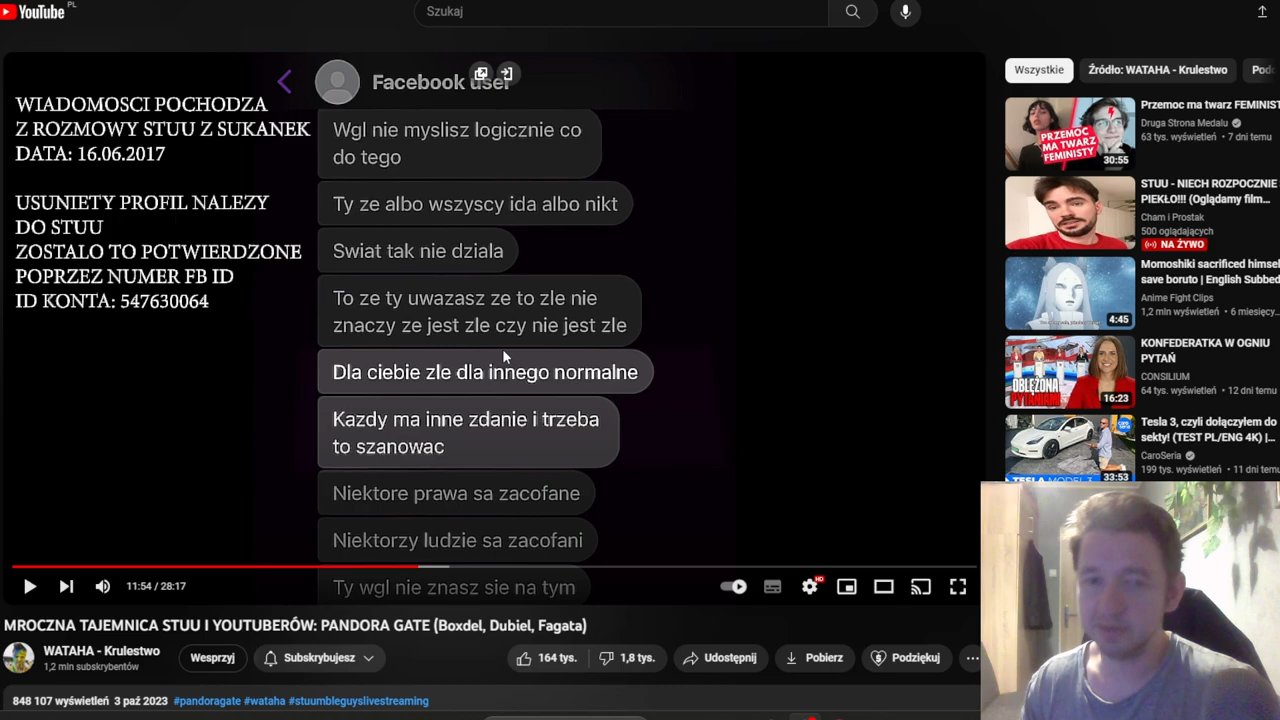 YouTube PL
Szukaj
WIADOMOSCI POCHODZA
Z ROZMOWY STUU Z SUKANEK
DATA: 16.06.2017
USUNIETY PROFIL NALEZY
DO STUU
ZOSTALO TO POTWIERDZONE
POPRZEZ NUMER FB ID
ID KONTA: 547630064
Facebook user
Wgl nie myslisz logicznie co
do tego
Ty ze albo wszyscy ida albo nikt
Swiat tak nie dziala
To ze ty uwazasz ze to zle nie
znaczy ze jest zle czy nie jest zle
Dla ciebie zle dla innego normalne
Kazdy ma inne zdanie i trzeba
to szanowac
Niektore prawa sa zacofane
Niektorzy ludzie sa zacofani
Ty wgl nie znasz sie na tym
11:54 / 28:17
HD
MROCZNA TAJEMNICA STUU I YOUTUBERÓW: PANDORA GATE (Boxdel, Dubiel, Fagata)
WATAHA - Krulestwo
1,2 mln subskrybentów
Wesprzyj
Subskrybujesz
164 tys.
1,8 tys.
Udostępnij
Pobierz
Podziękuj
848 107 wyświetleń 3 paź 2023 #pandoragate #wataha #stuumbleguyslivestreaming
Wszystkie
Źródło: WATAHA - Krulestwo
PRZEMOC
MA TWARZ
FEMINISTY
30:55
Przemoc ma twarz FEMINIST
Druga Strona Medalu
63 tys. wyświetleń • 7 dni temu
STUU - NIECH ROZPOCZNIE
PIEKŁO!!! (Oglądamy film...
Cham i Prostak
500 oglądających
NA ŻYWO
4:45
Momoshiki sacrificed himse
save boruto | English Subbed
Anime Fight Clips
1,2 mln wyświetleń • 6 miesięcy...
OBLĘŻONA
PYTANIAMI
16:23
KONFEDERATKA W OGNIU
PYTAŃ
CONSILIUM
64 tys. wyświetleń • 12 dni temu
TESLA MODEL 3
33:53
Tesla 3, czyli dołączyłem do
sekty! (TEST PL/ENG 4K) |...
CaroSeria
199 tys. wyświetleń • 11 dni temu